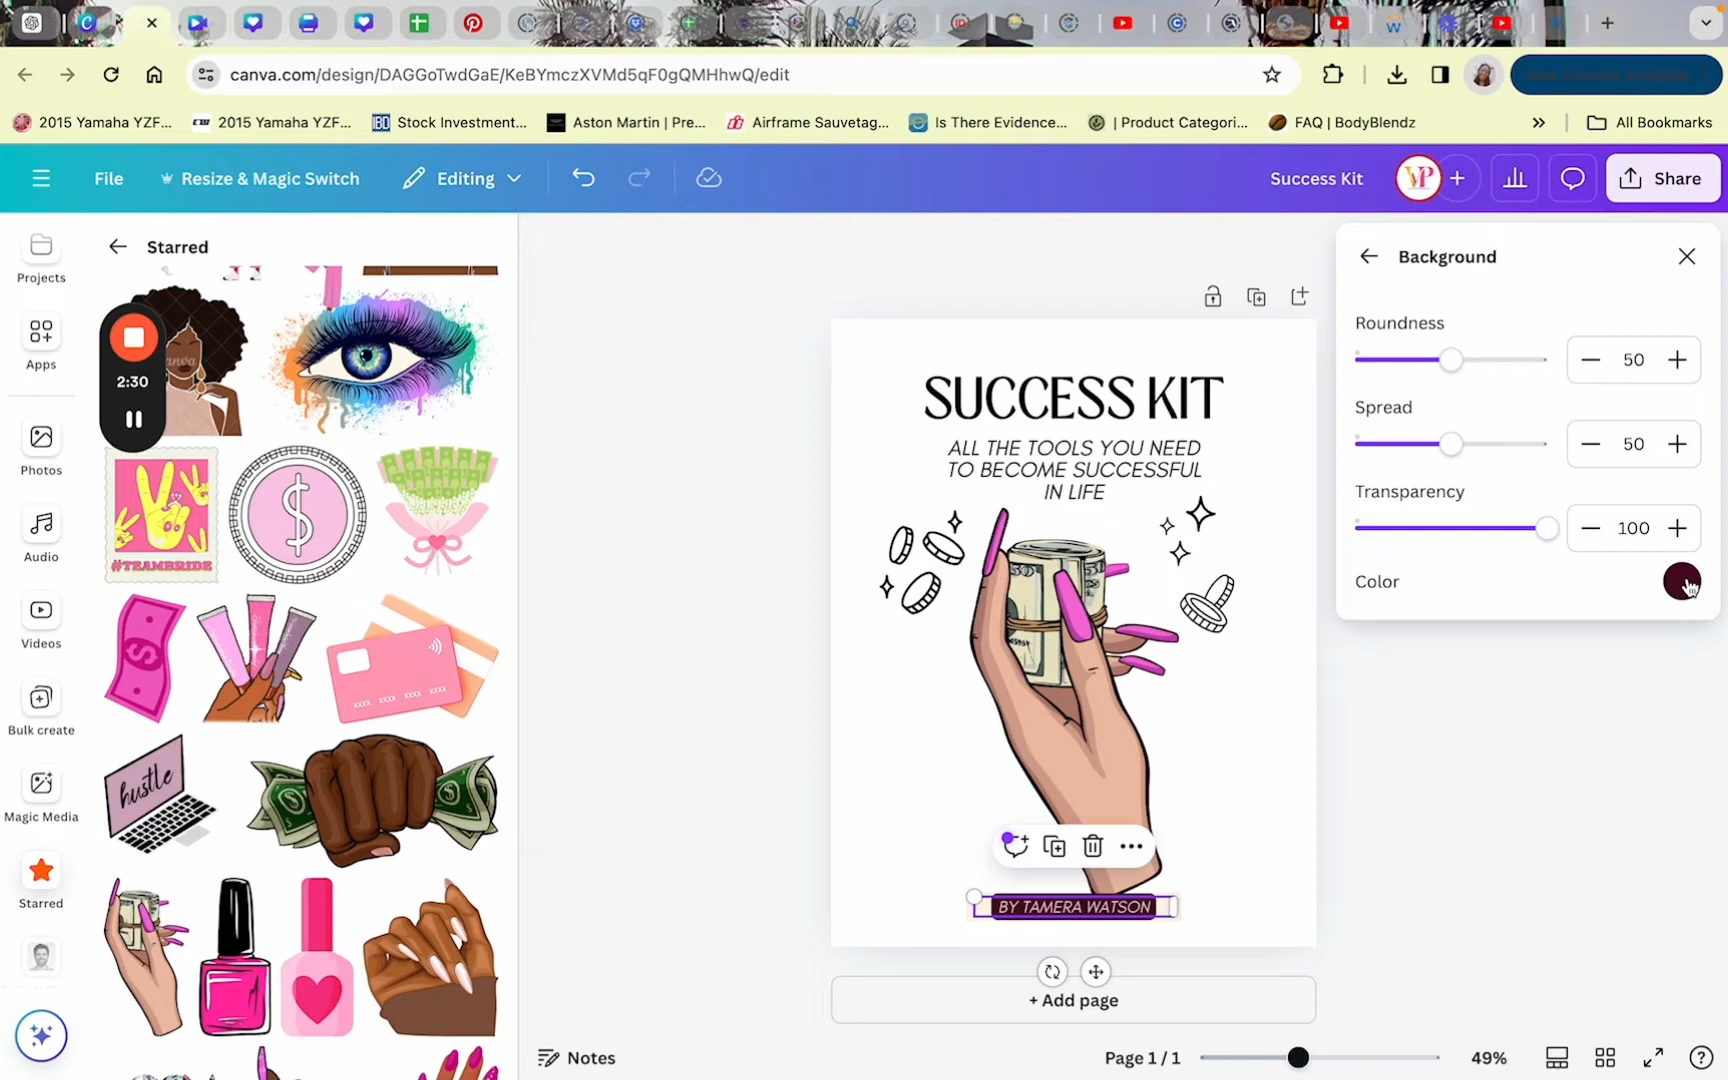 canva.com/design/DAGGoTwdGaE/KeBYmczXVMd5qF0gQMHhwQ/edit
2015 Yamaha YZF...
2015 Yamaha YZF...
Stock Investment...
Aston Martin | Pre...
Airframe Sauvetag...
Is There Evidence...
| Product Categori...
FAQ | BodyBlendz
All Bookmarks
File
Resize & Magic Switch
Editing
Success Kit
Share
Projects
Apps
Photos
Audio
Videos
Bulk create
Magic Media
Starred
Starred
2:30
#TEAMBRIDE
XXXX XXXX XXXX XXXX
hustle
SUCCESS KIT
ALL THE TOOLS YOU NEED
TO BECOME SUCCESSFUL
IN LIFE
BY TAMERA WATSON
+ Add page
Background
Roundness
50
Spread
50
Transparency
100
Color
Notes
Page 1 / 1
49%